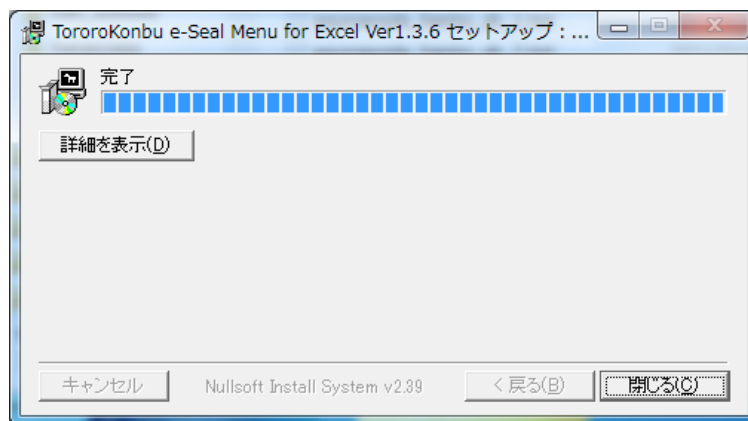 TororoKonbu e-Seal Menu for Excel Ver1.3.6 セットアップ : ...
完了
詳細を表示(D)
キャンセル Nullsoft Install System v2.39 < 戻る(B) 閉じる(C)